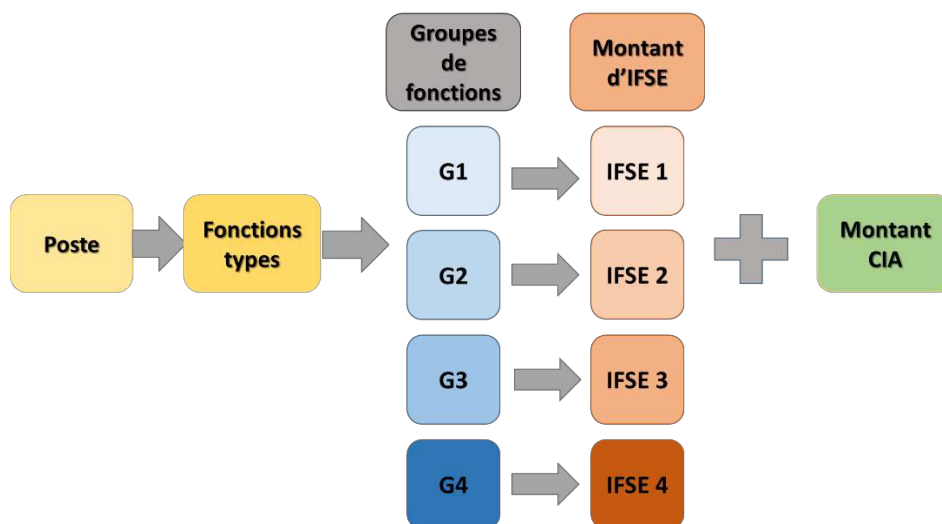 Groupes
de
fonctions
Montant
d'IFSE
G1
IFSE 1
Poste
Fonctions
types
G2
IFSE 2
Montant
CIA
G3
IFSE 3
G4
IFSE 4